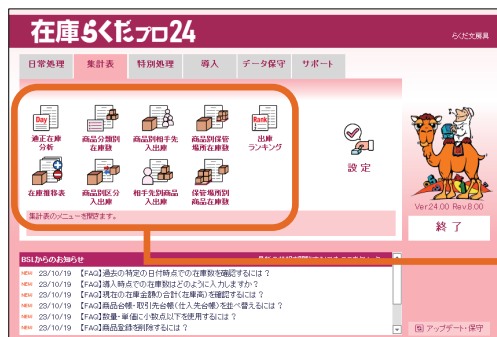 在庫らくだプロ24
らくだ文房具
日常処理 集計表 特別処理 導入 データ保守 サポート
適正在庫分析
商品分類別在庫数
商品別相手先入出庫
商品別保管場所在庫数
出庫ランキング
在庫推移表
商品別区分入出庫
相手先別商品入出庫
保管場所別商品在庫数
設定
集計表のメニューを開きます。
Ver.24.00 Rev.8.00
終了
BSLからのお知らせ
NEW 23/10/19 【FAQ】過去の特定の日付時点での在庫数を確認するには？
NEW 23/10/19 【FAQ】導入時点での在庫数はどのように入力しますか？
NEW 23/10/19 【FAQ】現在の在庫金額の合計(在庫高)を確認するには？
NEW 23/10/19 【FAQ】商品台帳・取引先台帳(仕入先台帳)を並べ替えるには？
NEW 23/10/19 【FAQ】数量・単価に小数点以下を使用するには？
NEW 23/10/19 【FAQ】商品登録を削除するには？
アップデート・保守